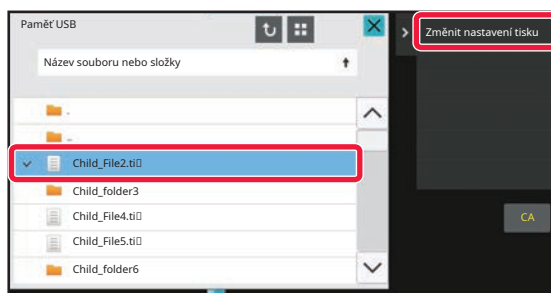 Paměť USB
Změnit nastavení tisku
Název souboru nebo složky
.
..
Child_File2.ti▯
Child_folder3
Child_File4.ti▯
Child_File5.ti▯
Child_folder6
CA